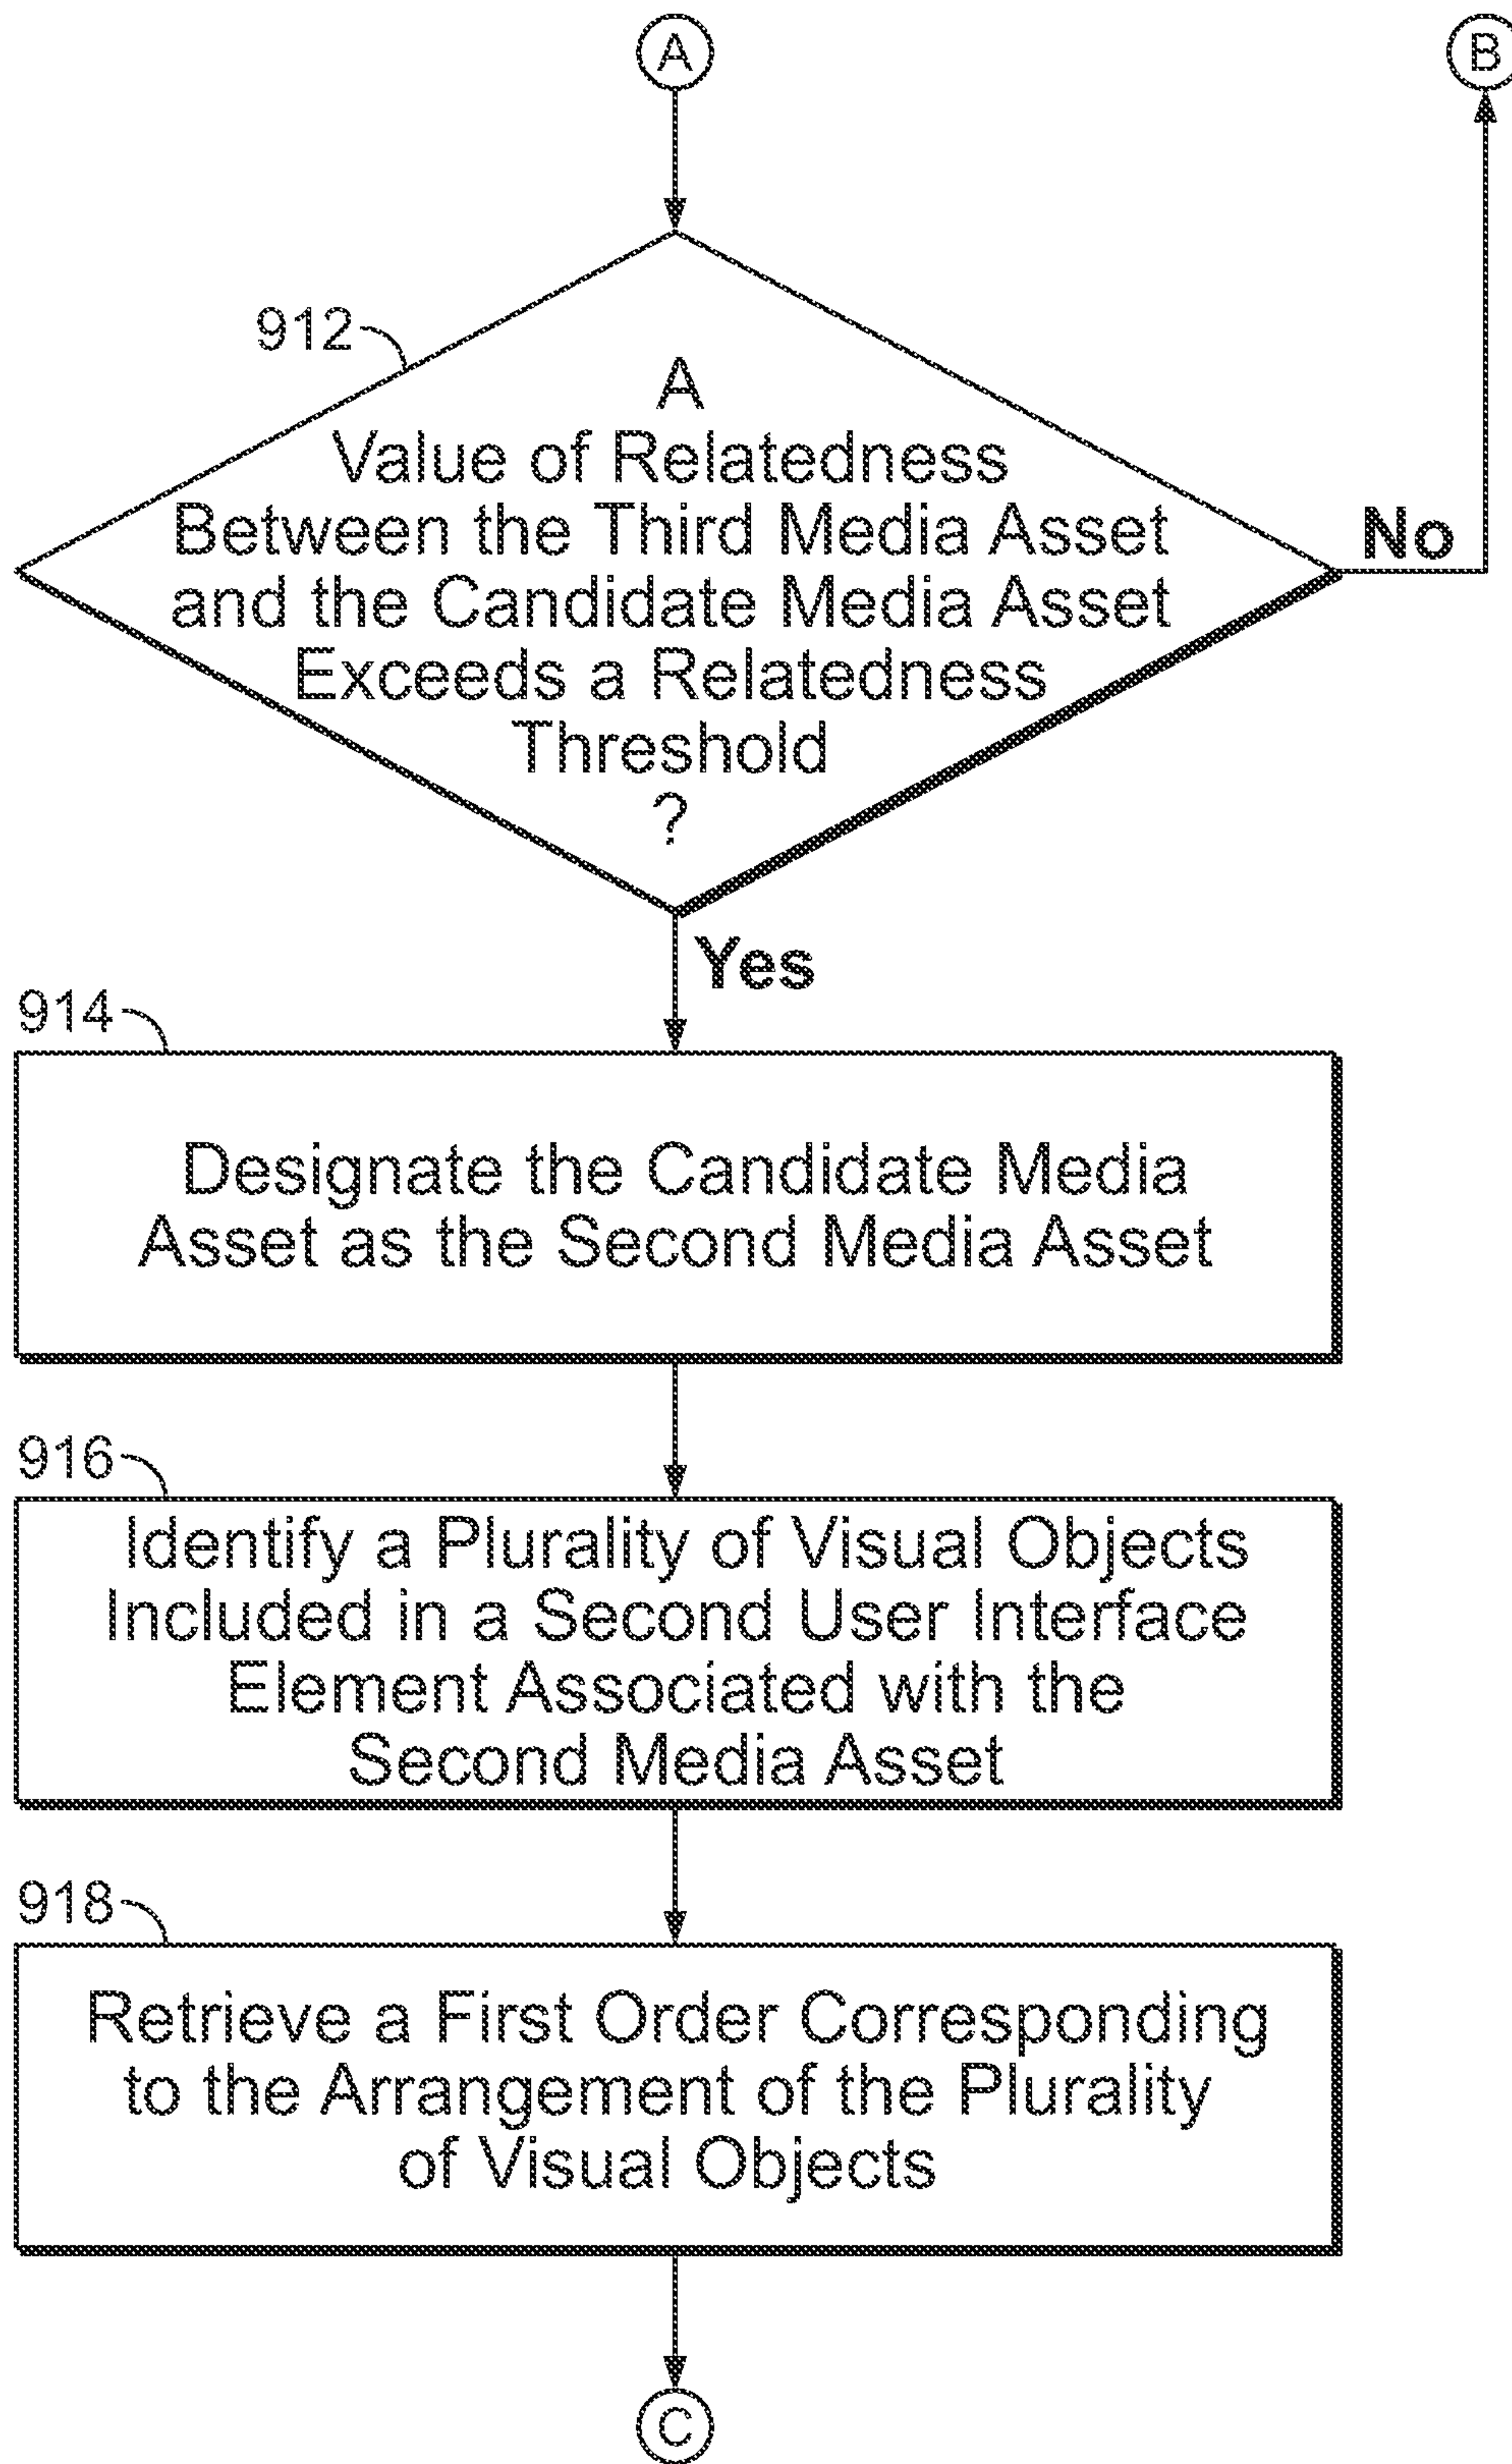 A
B
912
A
Value of Relatedness
Between the Third Media Asset
and the Candidate Media Asset
Exceeds a Relatedness
Threshold
?
No
Yes
914
Designate the Candidate Media
Asset as the Second Media Asset
916
Identify a Plurality of Visual Objects
Included in a Second User Interface
Element Associated with the
Second Media Asset
918
Retrieve a First Order Corresponding
to the Arrangement of the Plurality
of Visual Objects
C